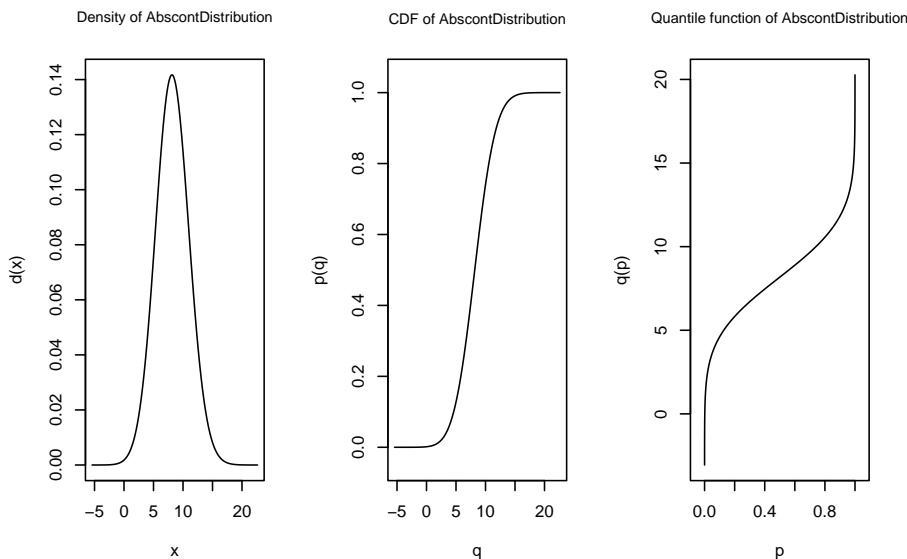 Density of AbscontDistribution
CDF of AbscontDistribution
Quantile function of AbscontDistribution
d(x)
0.14
0.12
0.10
0.08
0.06
0.04
0.02
0.00
−5 0 5 10 20
x
p(q)
1.0
0.8
0.6
0.4
0.2
0.0
−5 0 5 10 20
q
q(p)
20
15
10
5
0
0.0 0.4 0.8
p